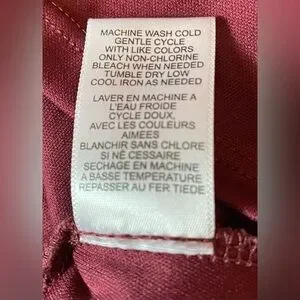 MACHINE WASH COLD
GENTLE CYCLE
WITH LIKE COLORS
ONLY NON-CHLORINE
BLEACH WHEN NEEDED
TUMBLE DRY LOW
COOL IRON AS NEEDED
LAVER EN MACHINE A
L'EAU FROIDE
CYCLE DOUX,
AVEC LES COULEURS
AIMÉES
BLANCHIR SANS CHLORE
SI NÉ CESSAIRE
SECHAGE EN MACHINE
A BASSE TEMPERATURE
REPASSER AU FER TIEDE